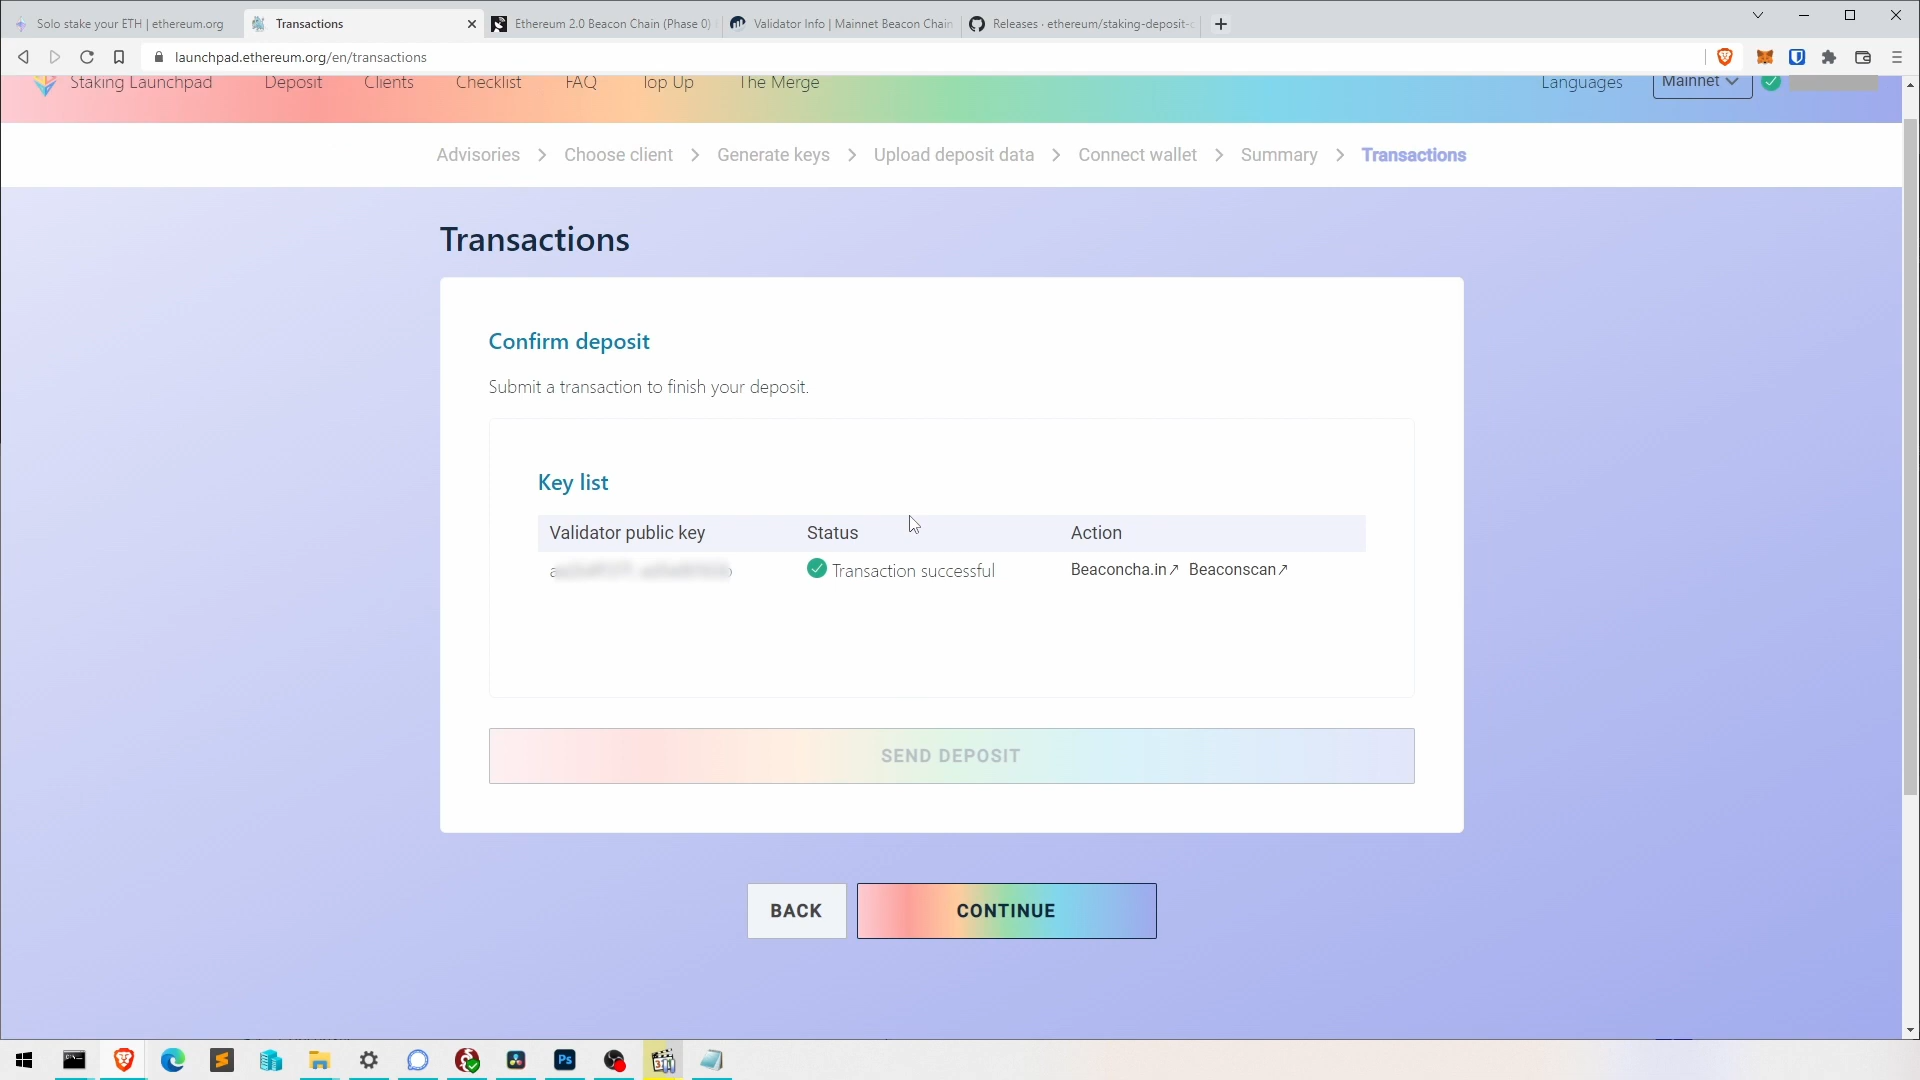 Solo stake your ETH | ethereum.org
Transactions
Ethereum 2.0 Beacon Chain (Phase 0)
Validator Info | Mainnet Beacon Chain
Releases · ethereum/staking-deposit-c
launchpad.ethereum.org/en/transactions
Staking Launchpad Deposit Clients Checklist FAQ Top Up The Merge Languages Mainnet
Advisories Choose client Generate keys Upload deposit data Connect wallet Summary Transactions
Transactions
Confirm deposit
Submit a transaction to finish your deposit.
Key list
Validator public key Status Action
Transaction successful Beaconcha.in↗ Beaconscan↗
SEND DEPOSIT
BACK CONTINUE
Ps